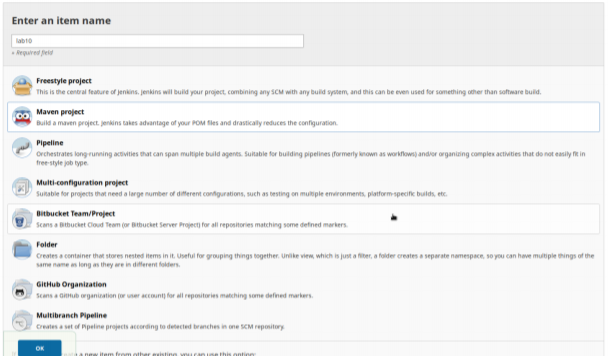 Enter an item name
lab10
» Required field
Freestyle project
This is the central feature of Jenkins. Jenkins will build your project, combining any SCM with any build system, and this can be even used for something other than software build.
Maven project
Build a maven project. Jenkins takes advantage of your POM files and drastically reduces the configuration.
Pipeline
Orchestrates long-running activities that can span multiple build agents. Suitable for building pipelines (formerly known as workflows) and/or organizing complex activities that do not easily fit in
free-style job type.
Multi-configuration project
Suitable for projects that need a large number of different configurations, such as testing on multiple environments, platform-specific builds, etc.
Bitbucket Team/Project
Scans a Bitbucket Cloud Team (or Bitbucket Server Project) for all repositories matching some defined markers.
Folder
Creates a container that stores nested items in it. Useful for grouping things together. Unlike view, which is just a filter, a folder creates a separate namespace, so you can have multiple things of the
same name as long as they are in different folders.
GitHub Organization
Scans a GitHub organization (or user account) for all repositories matching some defined markers.
Multibranch Pipeline
Creates a set of Pipeline projects according to detected branches in one SCM repository.
OK
a new item from other existing, you can use this option: